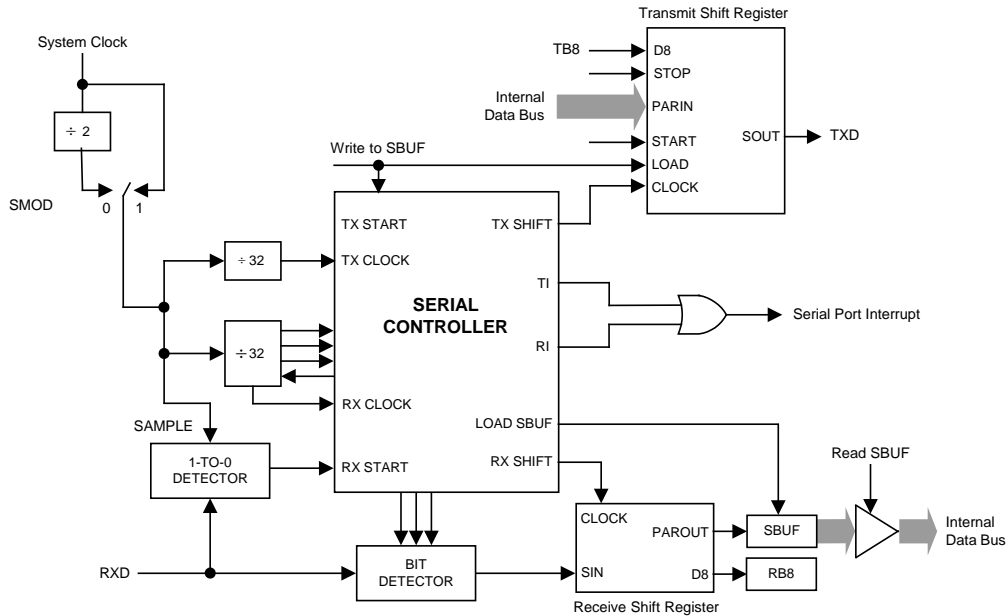 Transmit Shift Register
System Clock
TB8
D8
STOP
Internal
Data Bus
PARIN
÷ 2
START
SOUT
TXD
Write to SBUF
LOAD
CLOCK
SMOD
0
1
TX START
TX SHIFT
÷ 32
TX CLOCK
TI
SERIAL
CONTROLLER
Serial Port Interrupt
RI
÷ 32
RX CLOCK
SAMPLE
LOAD SBUF
1-TO-0
DETECTOR
RX START
RX SHIFT
Read SBUF
CLOCK
PAROUT
SBUF
Internal
Data Bus
RXD
BIT
DETECTOR
SIN
D8
RB8
Receive Shift Register